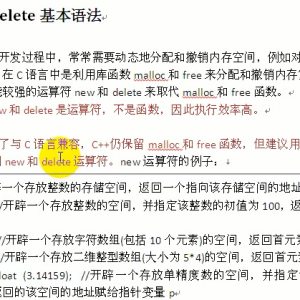 elete 基本语法
开发过程中，常常需要动态地分配和撤销内存空间，例如对
在 C 语言中是利用库函数 malloc 和 free 来分配和撤销内存
能较强的运算符 new 和 delete 来取代 malloc 和 free 函数。
w 和 delete 是运算符，不是函数，因此执行效率高。
了与 C 语言兼容，C++仍保留 malloc 和 free 函数，但建议用
new 和 delete 运算符。new 运算符的例子：
辟一个存放整数的存储空间，返回一个指向该存储空间的地址
//开辟一个存放整数的空间，并指定该整数的初值为 100，返
//开辟一个存放字符数组(包括 10 个元素)的空间，返回首元
//开辟一个存放二维整型数组(大小为 5*4)的空间，返回首元
loat (3.14159); //开辟一个存放单精度数的空间，并指定
返回的该空间的地址赋给指针变量 p